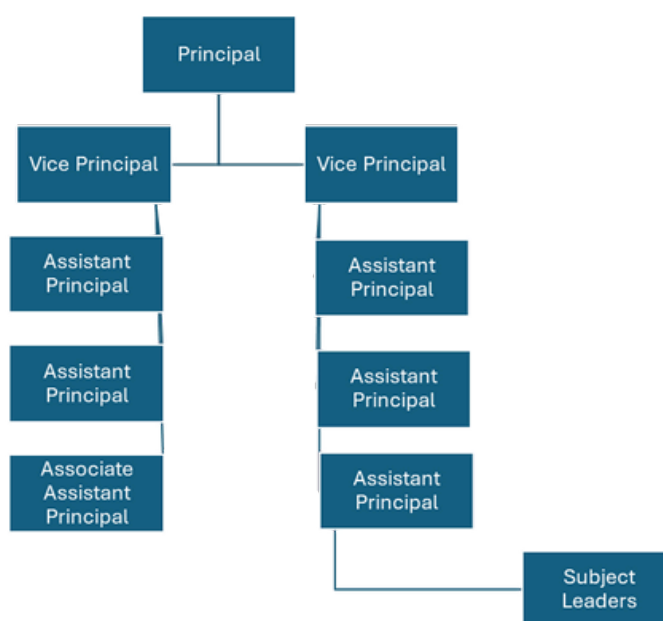 Principal
Vice Principal
Vice Principal
Assistant
Principal
Assistant
Principal
Assistant
Principal
Assistant
Principal
Associate
Assistant
Principal
Assistant
Principal
Subject
Leaders